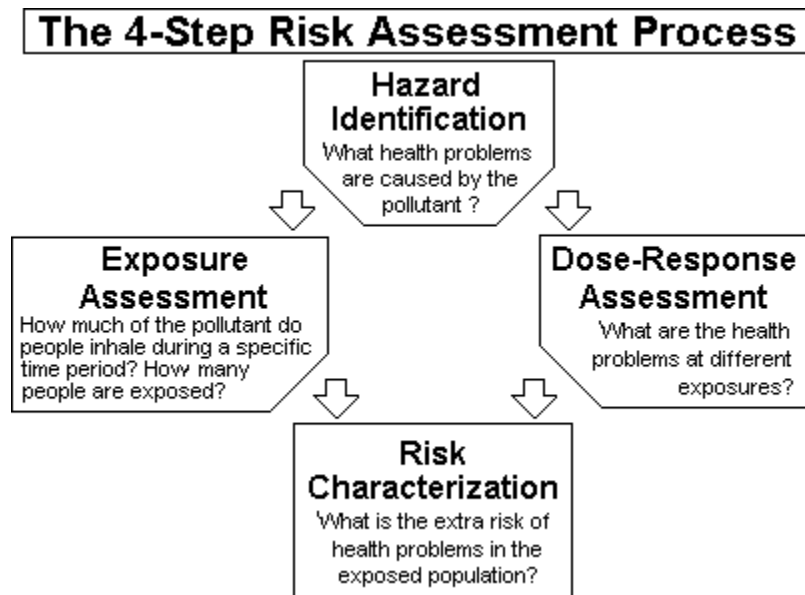 The 4-Step Risk Assessment Process
Hazard
Identification
What health problems
are caused by the
pollutant ?
Exposure
Assessment
How much of the pollutant do
people inhale during a specific
time period? How many
people are exposed?
Dose-Response
Assessment
What are the health
problems at different
exposures?
Risk
Characterization
What is the extra risk of
health problems in the
exposed population?